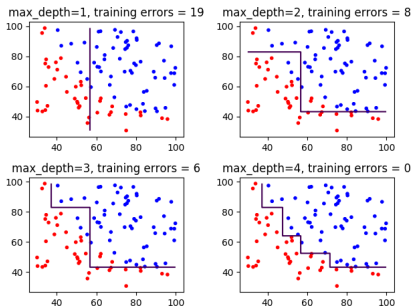 max_depth=1, training errors = 19
max_depth=2, training errors = 8
100
80
60
40
40 60 80 100
100
80
60
40
40 60 80 100
max_depth=3, training errors = 6
max_depth=4, training errors = 0
100
80
60
40
40 60 80 100
100
80
60
40
40 60 80 100